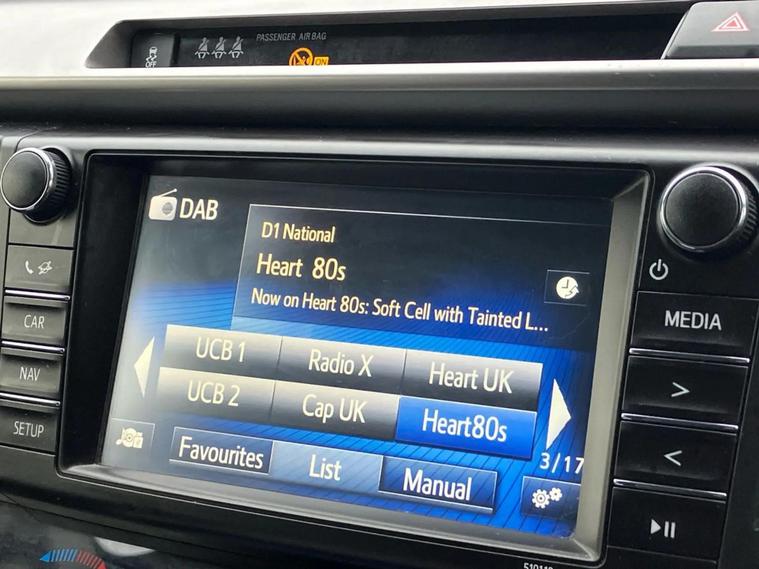 PASSENGER AIR BAG
OFF
ON
DAB
D1 National
Heart 80s
Now on Heart 80s: Soft Cell with Tainted L...
CAR
NAV
SETUP
MEDIA
UCB 1 Radio X Heart UK
UCB 2 Cap UK Heart80s
3/17
Favourites List Manual